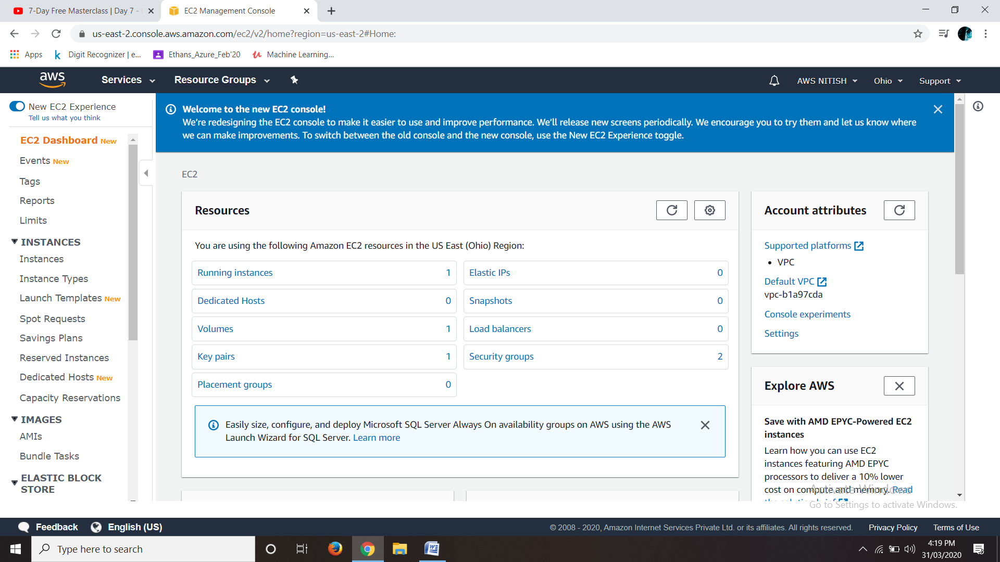 7-Day Free Masterclass | Day 7 -
EC2 Management Console
us-east-2.console.aws.amazon.com/ec2/v2/home?region=us-east-2#Home:
Apps
Digit Recognizer | e...
Ethans_Azure_Feb'20
Machine Learning...
aws
Services
Resource Groups
AWS NITISH
Ohio
Support
New EC2 Experience
Tell us what you think
EC2 Dashboard New
Events New
Tags
Reports
Limits
INSTANCES
Instances
Instance Types
Launch Templates New
Spot Requests
Savings Plans
Reserved Instances
Dedicated Hosts New
Capacity Reservations
IMAGES
AMIs
Bundle Tasks
ELASTIC BLOCK
STORE
Welcome to the new EC2 console!
We're redesigning the EC2 console to make it easier to use and improve performance. We'll release new screens periodically. We encourage you to try them and let us know where
we can make improvements. To switch between the old console and the new console, use the New EC2 Experience toggle.
EC2
Resources
You are using the following Amazon EC2 resources in the US East (Ohio) Region:
Running instances 1
Elastic IPs 0
Dedicated Hosts 0
Snapshots 0
Volumes 1
Load balancers 0
Key pairs 1
Security groups 2
Placement groups 0
Easily size, configure, and deploy Microsoft SQL Server Always On availability groups on AWS using the AWS
Launch Wizard for SQL Server. Learn more
Account attributes
Supported platforms
• VPC
Default VPC
vpc-b1a97cda
Console experiments
Settings
Explore AWS
Save with AMD EPYC-Powered EC2
instances
Learn how you can use EC2
instances featuring AMD EPYC
processors to deliver a 10% lower
cost on compute and memory. Read
Activate Windows
Go to Settings to activate Windows.
Feedback
English (US)
© 2008 - 2020, Amazon Internet Services Private Ltd. or its affiliates. All rights reserved.
Privacy Policy
Terms of Use
Type here to search
4:19 PM
31/03/2020